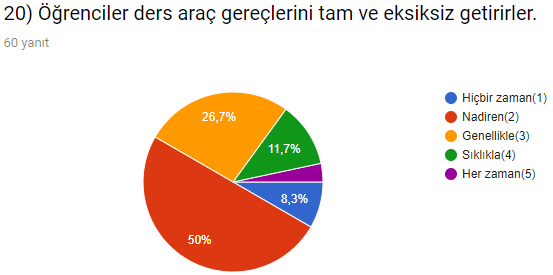 20) Öğrenciler ders araç gereçlerini tam ve eksiksiz getirirler.
60 yanıt
Hiçbir zaman(1)
Nadiren(2)
Genellikle(3)
Sıklıkla(4)
Her zaman(5)
26,7%
11,7%
8,3%
50%